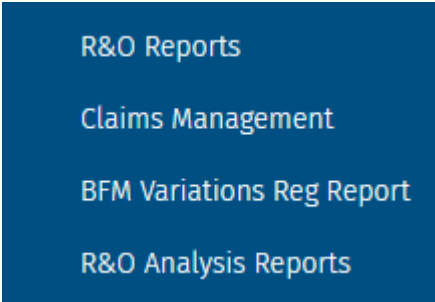 R&O Reports
Claims Management
BFM Variations Reg Report
R&O Analysis Reports